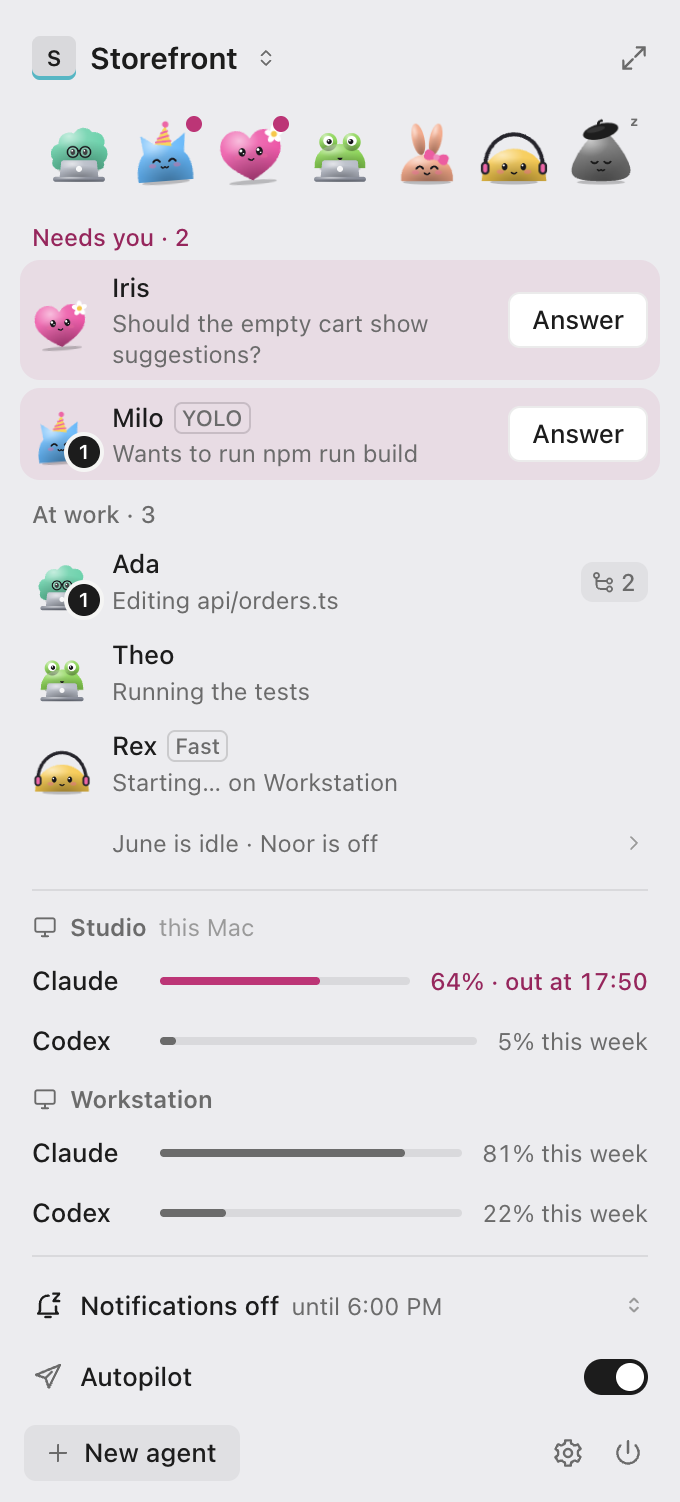 S Storefront
z
Needs you · 2
Iris
Should the empty cart show
suggestions?
Answer
Milo YOLO
1
Wants to run npm run build
Answer
At work · 3
Ada
1
Editing api/orders.ts
2
Theo
Running the tests
Rex Fast
Starting... on Workstation
June is idle · Noor is off
Studio this Mac
Claude 64% · out at 17:50
Codex 5% this week
Workstation
Claude 81% this week
Codex 22% this week
z Notifications off until 6:00 PM
Autopilot
New agent